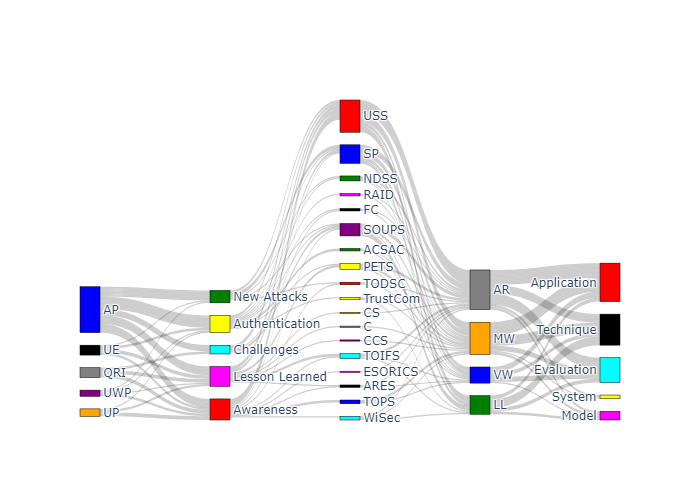 AP
UE
QRI
UWP
UP
New Attacks
Authentication
Challenges
Lesson Learned
Awareness
USS
SP
NDSS
RAID
FC
SOUPS
ACSAC
PETS
TODSC
TrustCom
CS
C
CCS
TOIFS
ESORICS
ARES
TOPS
WiSec
AR
MW
VW
LL
Application
Technique
Evaluation
System
Model